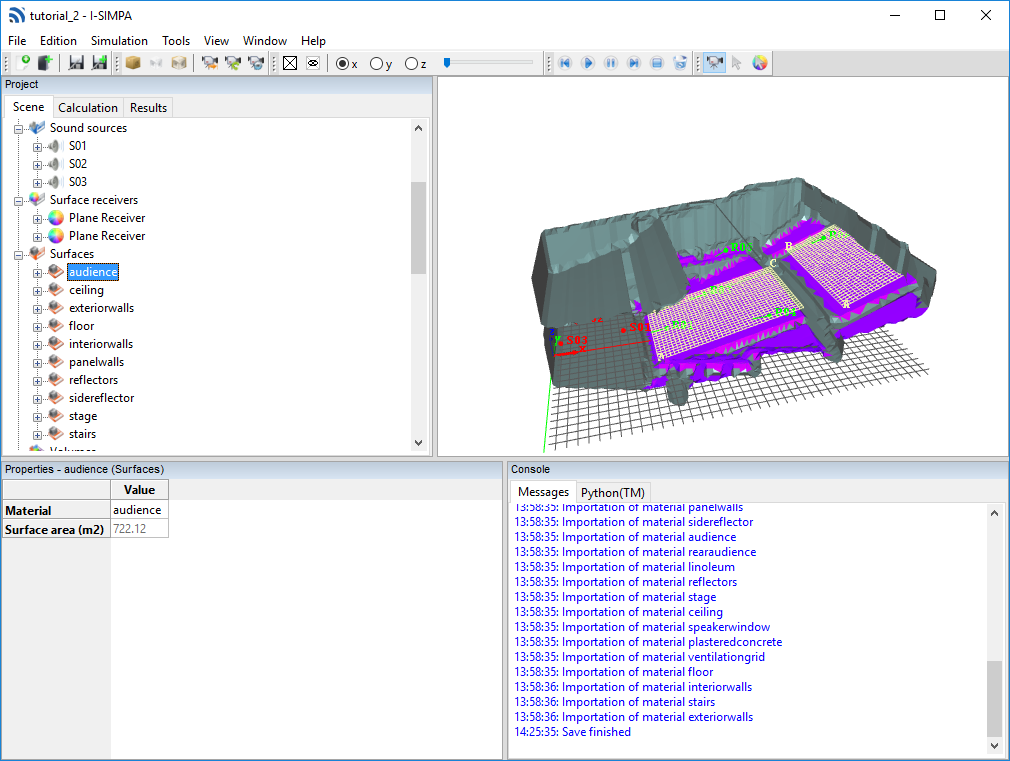 tutorial_2 - I-SIMPA
File Edition Simulation Tools View Window Help
x y z
Project
Scene Calculation Results
Sound sources
S01
S02
S03
Surface receivers
Plane Receiver
Plane Receiver
Surfaces
audience
ceiling
exteriorwalls
floor
interiorwalls
panelwalls
reflectors
sidereflector
stage
stairs
B
C
A
S03
Properties - audience (Surfaces)
Value
Material audience
Surface area (m2) 722.12
Console
Messages Python(TM)
13:58:35: Importation of material panelwalls
13:58:35: Importation of material sidereflector
13:58:35: Importation of material audience
13:58:35: Importation of material rearaudience
13:58:35: Importation of material linoleum
13:58:35: Importation of material reflectors
13:58:35: Importation of material stage
13:58:35: Importation of material ceiling
13:58:35: Importation of material speakerwindow
13:58:35: Importation of material plasteredconcrete
13:58:35: Importation of material ventilationgrid
13:58:35: Importation of material floor
13:58:36: Importation of material interiorwalls
13:58:36: Importation of material stairs
13:58:36: Importation of material exteriorwalls
14:25:35: Save finished